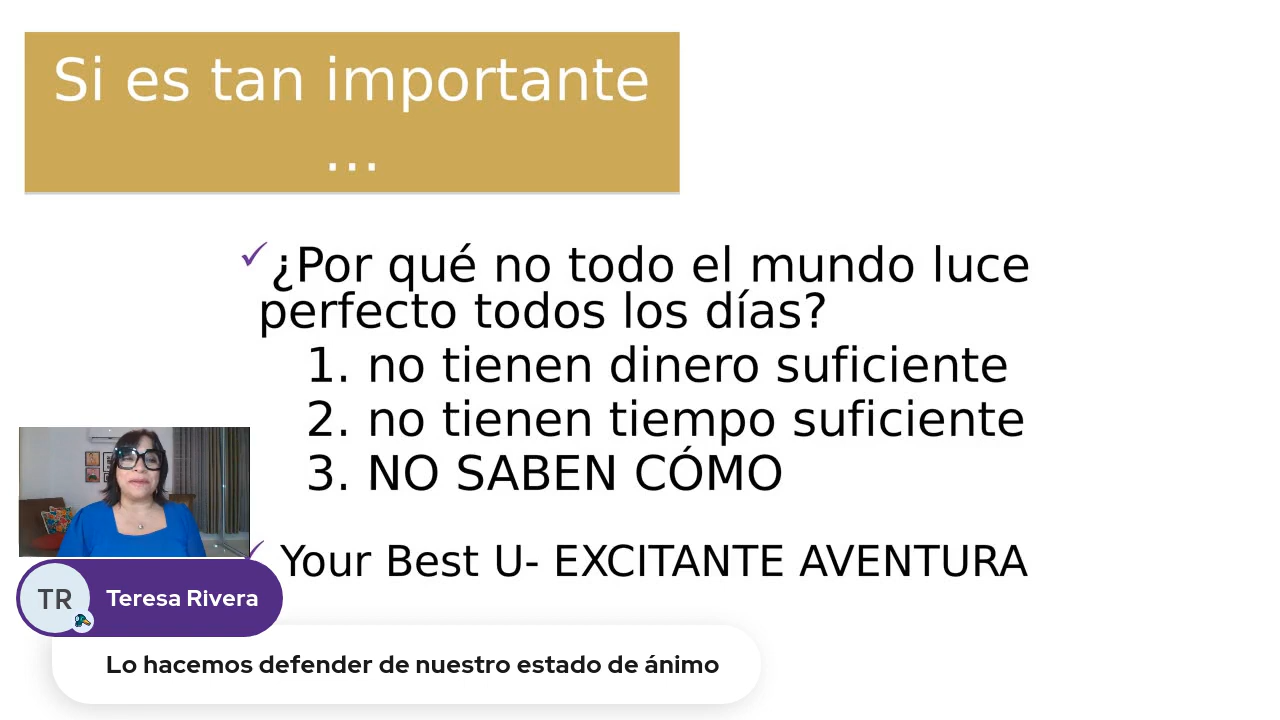 Si es tan importante
...
¿Por qué no todo el mundo luce
perfecto todos los días?
1. no tienen dinero suficiente
2. no tienen tiempo suficiente
3. NO SABEN CÓMO
Your Best U- EXCITANTE AVENTURA
TR
Teresa Rivera
Lo hacemos defender de nuestro estado de ánimo